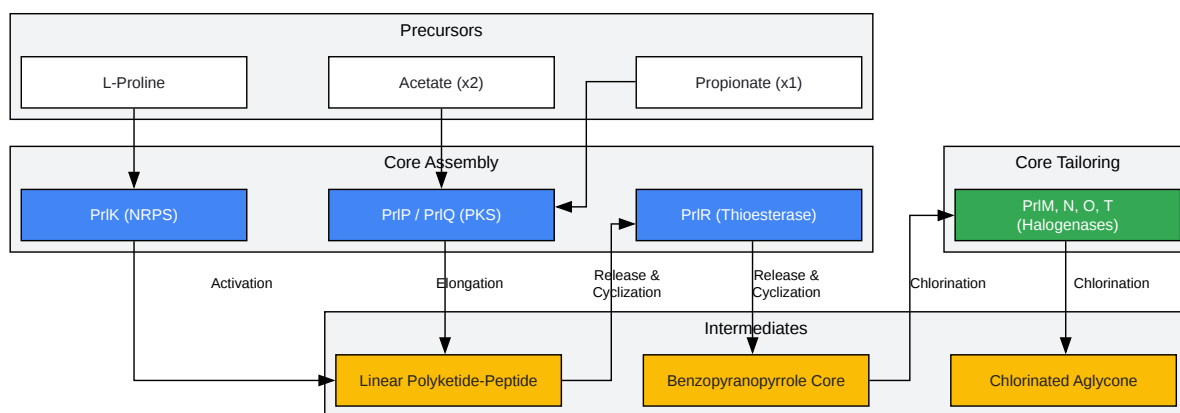 Precursors
L-Proline
Acetate (x2)
Propionate (x1)
Core Assembly
Core Tailoring
PrlK (NRPS)
PrlP / PrlQ (PKS)
PrlR (Thioesterase)
PrlM, N, O, T
(Halogenases)
Activation
Elongation
Release &
Cyclization
Release &
Cyclization
Chlorination
Chlorination
Intermediates
Linear Polyketide-Peptide
Benzopyranopyrrole Core
Chlorinated Aglycone